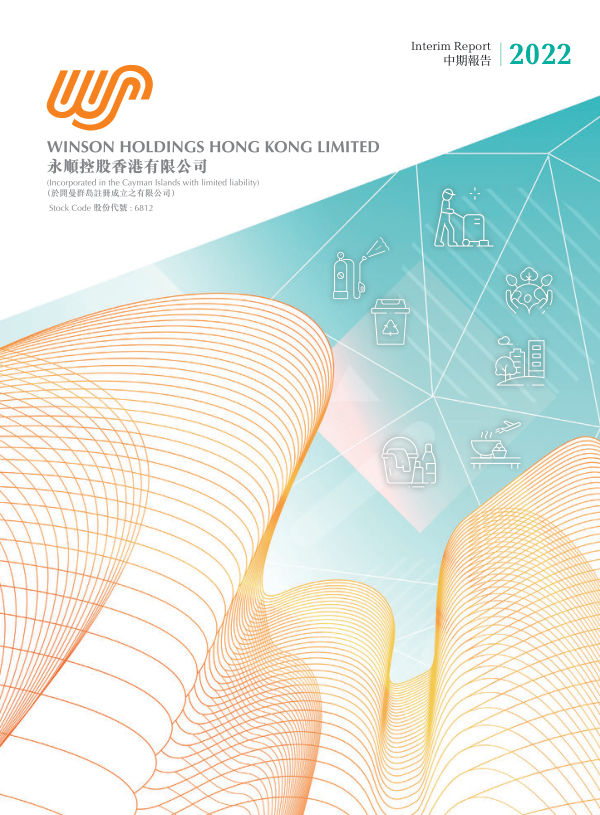 Interim Report
中期報告
2022
WINSON HOLDINGS HONG KONG LIMITED
永順控股香港有限公司
(Incorporated in the Cayman Islands with limited liability)
(於開曼群島註冊成立之有限公司)
Stock Code 股份代號 : 6812